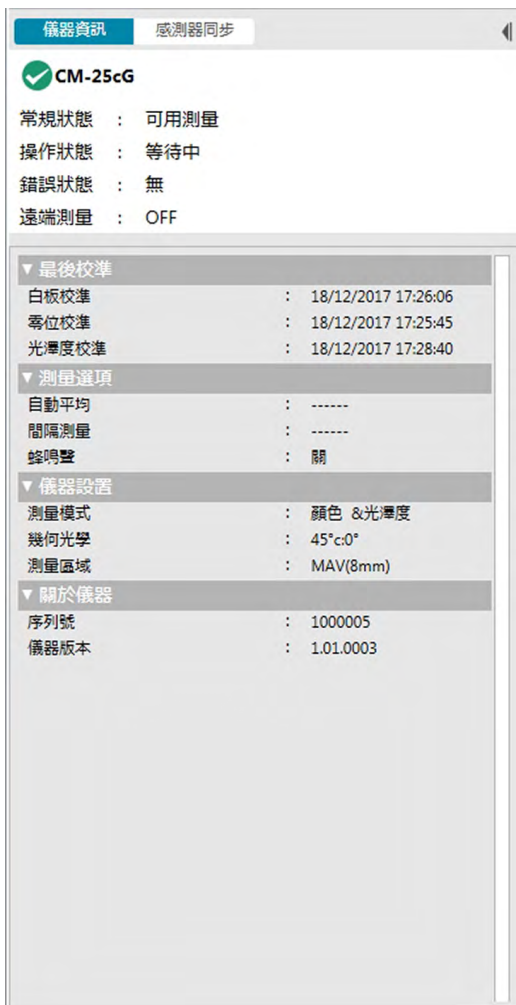 儀器資訊 感測器同步
CM-25cG
常規狀態 : 可用測量
操作狀態 : 等待中
錯誤狀態 : 無
遠端測量 : OFF
▼ 最後校準
白板校準 : 18/12/2017 17:26:06
零位校準 : 18/12/2017 17:25:45
光澤度校準 : 18/12/2017 17:28:40
▼ 測量選項
自動平均 : ------
間隔測量 : ------
蜂鳴聲 : 關
▼ 儀器設置
測量模式 : 顏色 &光澤度
幾何光學 : 45°c:0°
測量區域 : MAV(8mm)
▼ 關於儀器
序列號 : 1000005
儀器版本 : 1.01.0003